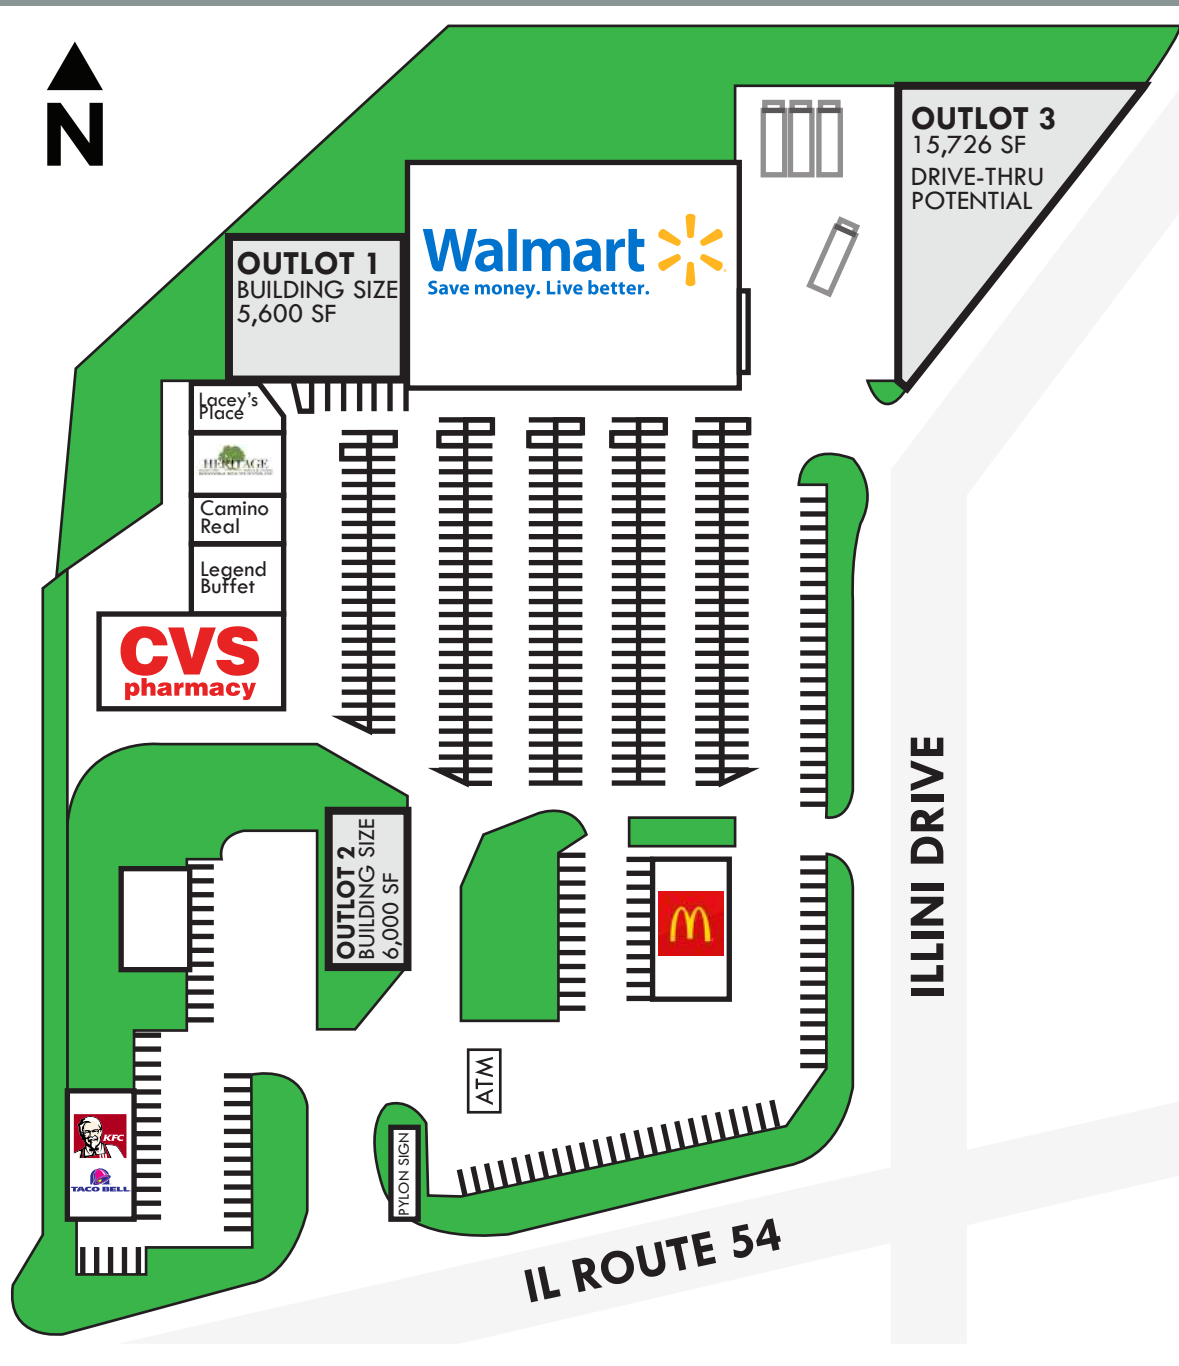 N
OUTLOT 3
15,726 SF
DRIVE-THRU
POTENTIAL
Walmart
Save money. Live better.
OUTLOT 1
BUILDING SIZE
5,600 SF
Lacey's
Place
HERITAGE
Camino
Real
Legend
Buffet
CVS
pharmacy
OUTLOT 2
BUILDING SIZE
6,000 SF
M
ILLINI DRIVE
ATM
KFC
TACO BELL
PYLON SIGN
IL ROUTE 54